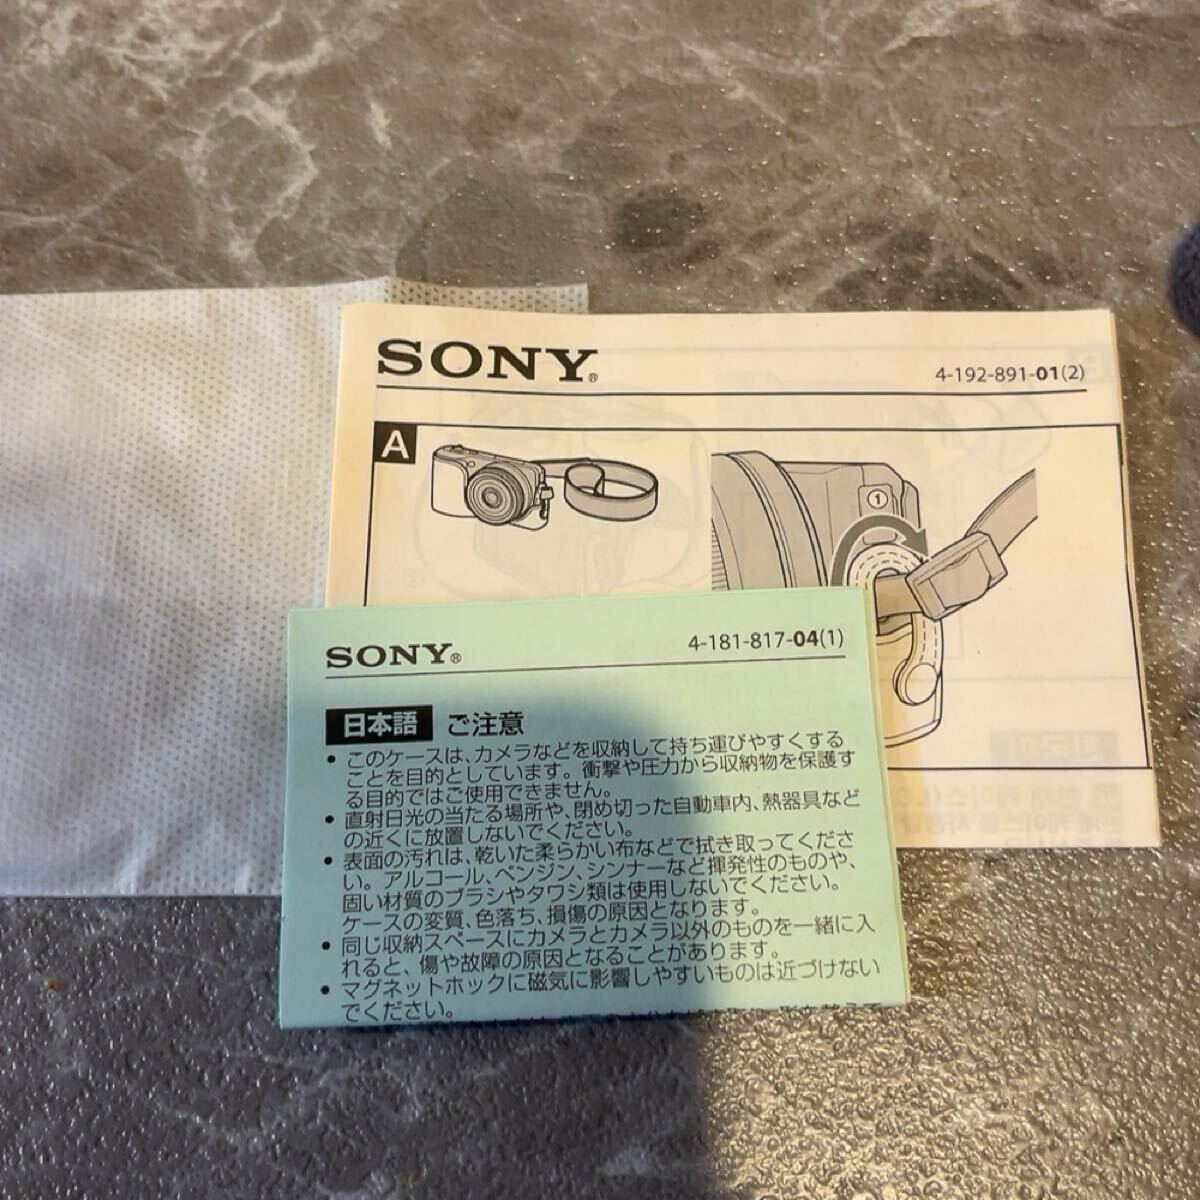 SONY®
4-192-891-01(2)
A
①
SONY®
4-181-817-04(1)
日本語 ご注意
• このケースは、カメラなどを収納して持ち運びやすくする
ことを目的としています。衝撃や圧力から収納物を保護す
る目的ではご使用できません。
• 直射日光の当たる場所や、閉め切った自動車内、熱器具など
の近くに放置しないでください。
• 表面の汚れは、乾いた柔らかい布などで拭き取ってくださ
い。アルコール、ベンジン、シンナーなど揮発性のものや、
固い材質のブラシやタワシ類は使用しないでください。
ケースの変質、色落ち、損傷の原因となります。
• 同じ収納スペースにカメラとカメラ以外のものを一緒に入
れると、傷や故障の原因となることがあります。
• マグネットホックに磁気に影響しやすいものは近づけない
でください。